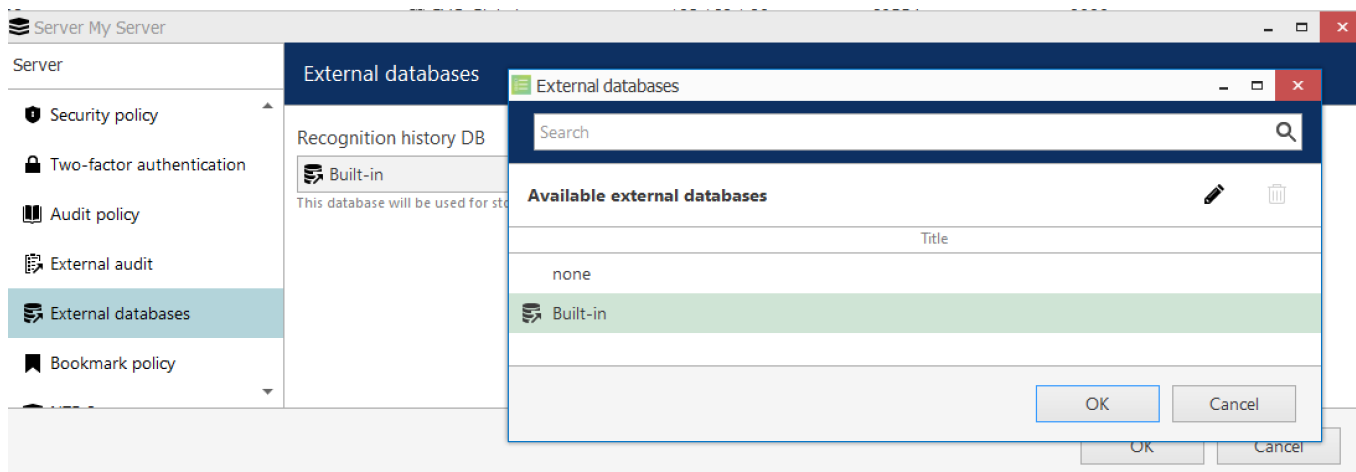 Server My Server
Server
Security policy
Two-factor authentication
Audit policy
External audit
External databases
Bookmark policy
External databases
Recognition history DB
Built-in
This database will be used for
External databases
Search
Available external databases
Title
none
Built-in
OK
Cancel
OK
Cancel